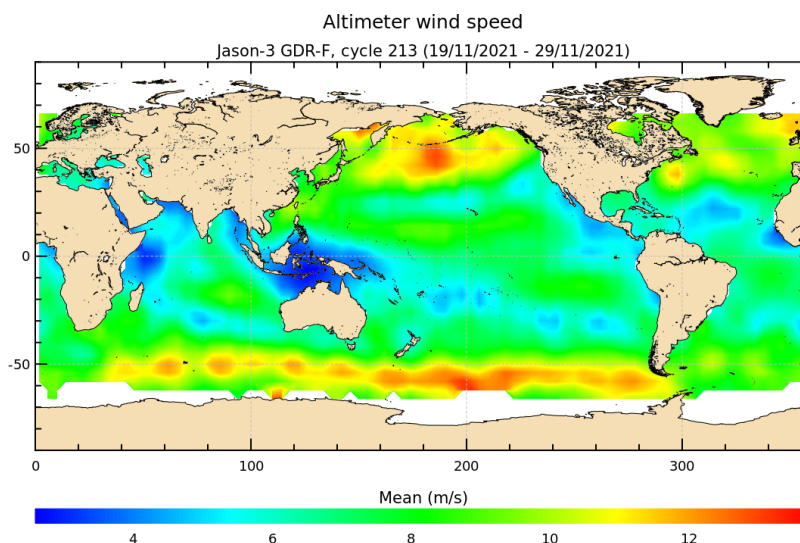 Altimeter wind speed
Jason-3 GDR-F, cycle 213 (19/11/2021 - 29/11/2021)
50
0
-50
0 100 200 300
Mean (m/s)
4 6 8 10 12